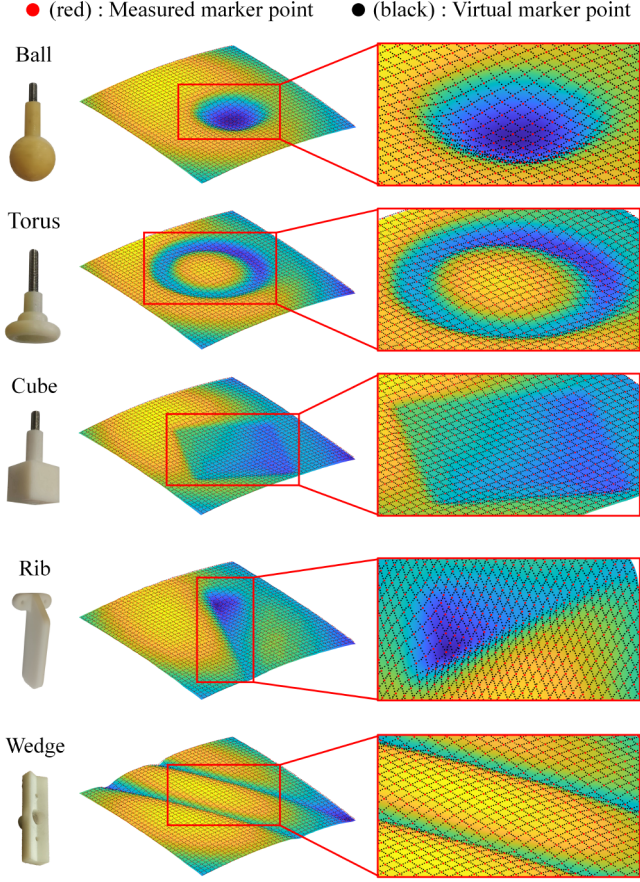 (red) : Measured marker point (black) : Virtual marker point
Ball
Torus
Cube
Rib
Wedge